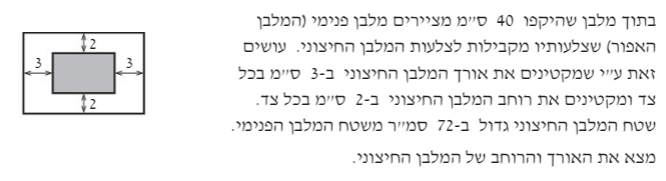 בתוך מלבן שהיקפו 40 ס״מ מציירים מלבן פנימי (המלבן
האפור) שצלעותיו מקבילות לצלעות המלבן החיצוני. עושים
זאת ע״י שמקטינים את אורך המלבן החיצוני ב-3 ס״מ בכל
צד ומקטינים את רוחב המלבן החיצוני ב-2 ס״מ בכל צד.
שטח המלבן החיצוני גדול ב-72 סמ״ר משטח המלבן הפנימי.
מצא את האורך והרוחב של המלבן החיצוני.
2
3 3
2